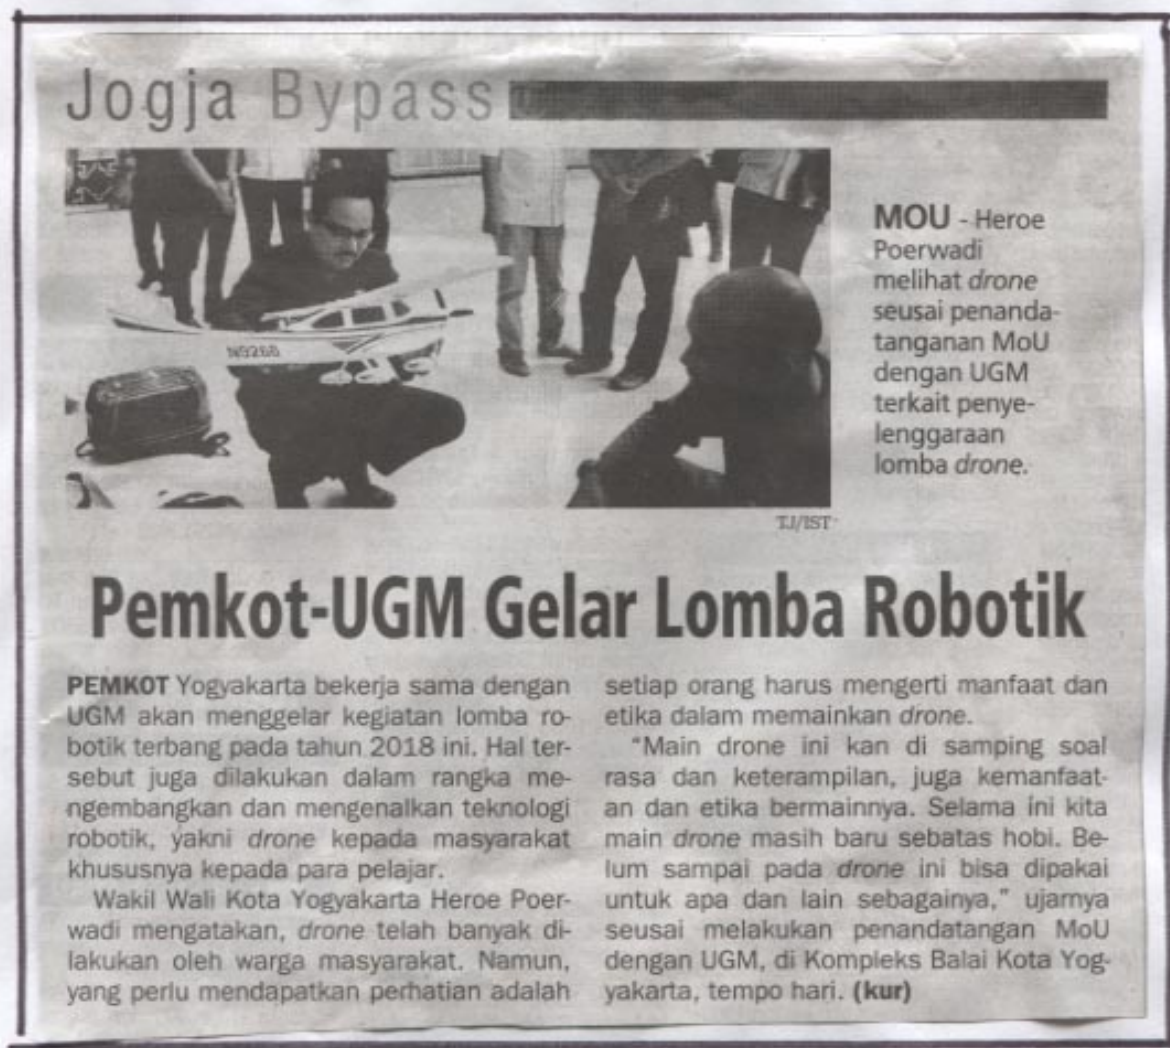 Jogja Bypass
N9268
MOU - Heroe
Poerwadi
melihat drone
seusai penanda-
tanganan MoU
dengan UGM
terkait penye-
lenggaraan
lomba drone.
TJ/IST
Pemkot-UGM Gelar Lomba Robotik
PEMKOT Yogyakarta bekerja sama dengan
UGM akan menggelar kegiatan lomba ro-
botik terbang pada tahun 2018 ini. Hal ter-
sebut juga dilakukan dalam rangka me-
ngembangkan dan mengenalkan teknologi
robotik, yakni drone kepada masyarakat
khususnya kepada para pelajar.
Wakil Wali Kota Yogyakarta Heroe Poer-
wadi mengatakan, drone telah banyak di-
lakukan oleh warga masyarakat. Namun,
yang perlu mendapatkan perhatian adalah
setiap orang harus mengerti manfaat dan
etika dalam memainkan drone.
"Main drone ini kan di samping soal
rasa dan keterampilan, juga kemanfaat-
an dan etika bermainnya. Selama ini kita
main drone masih baru sebatas hobi. Be-
lum sampai pada drone ini bisa dipakai
untuk apa dan lain sebagainya," ujarnya
seusai melakukan penandatangan MoU
dengan UGM, di Kompleks Balai Kota Yog-
yakarta, tempo hari. (kur)